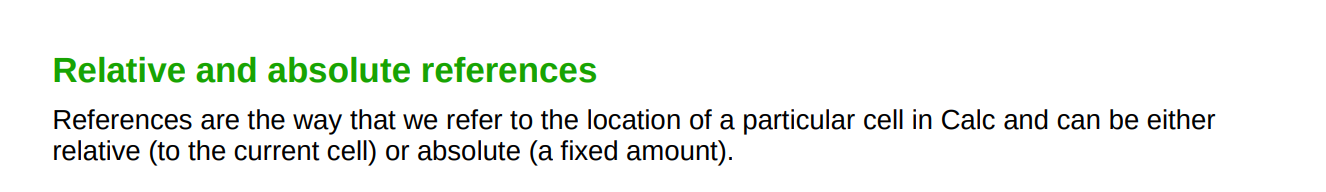 Relative and absolute references
References are the way that we refer to the location of a particular cell in Calc and can be either
relative (to the current cell) or absolute (a fixed amount).